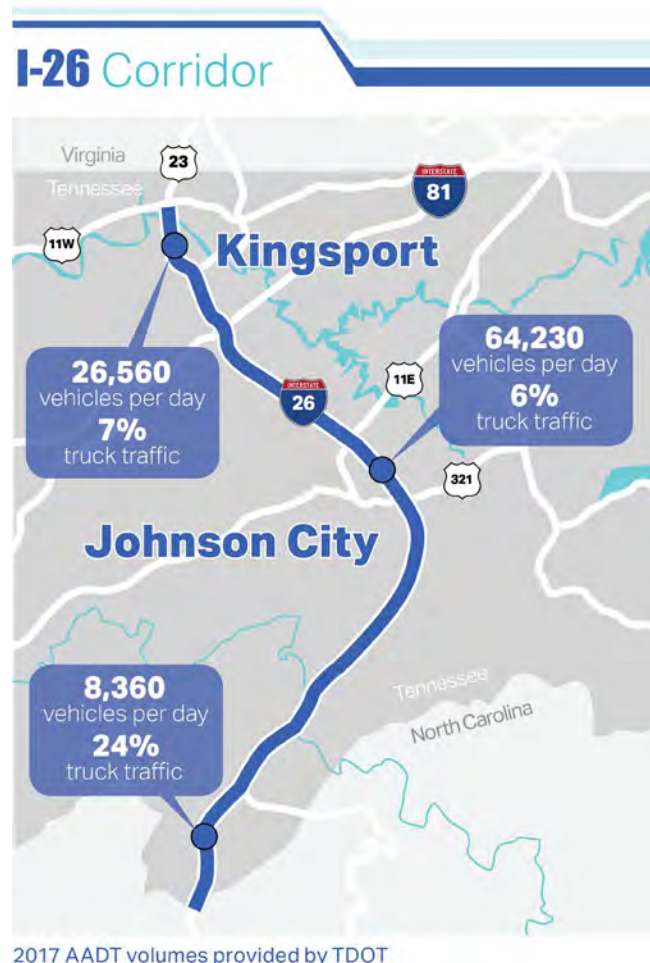 I-26 Corridor
Virginia
23
Tennessee
INTERSTATE
81
11W
Kingsport
26,560
vehicles per day
7%
truck traffic
64,230
vehicles per day
6%
truck traffic
11E
INTERSTATE
26
321
Johnson City
8,360
vehicles per day
24%
truck traffic
Tennessee
North Carolina
2017 AADT volumes provided by TDOT